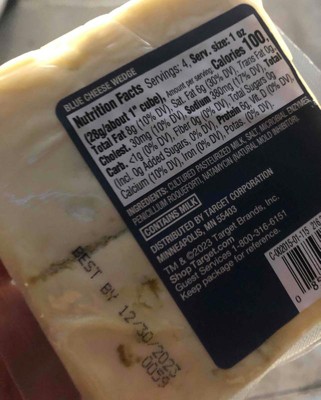 BLUE CHEESE WEDGE
Nutrition Facts Servings: 4, Serv. size: 1 oz
(28g/about 1" cube), Amount per serving: Calories 100,
Total Fat 8g (10% DV), Sat. Fat 6g (30% DV), Trans Fat 0g,
Cholest. 30mg (10% DV), Sodium 380mg (17% DV), Total
Carb. <1g (0% DV), Fiber 0g (0% DV), Total Sugars 0g
(Incl. 0g Added Sugars, 0% DV), Protein 6g, Vit. D (0% DV),
Calcium (10% DV), Iron (0% DV), Potas. (0% DV).
INGREDIENTS: CULTURED PASTEURIZED MILK, SALT, MICROBIAL ENZYMES,
PENICILLIUM ROQUEFORTI, NATAMYCIN (NATURAL MOLD INHIBITOR).
CONTAINS MILK
DISTRIBUTED BY TARGET CORPORATION
MINNEAPOLIS, MN 55403
TM & ©2023 Target Brands, Inc.
Shop Target.com
Guest Services 1-800-316-6151
Keep package for reference.
BEST BY
12/30/2023